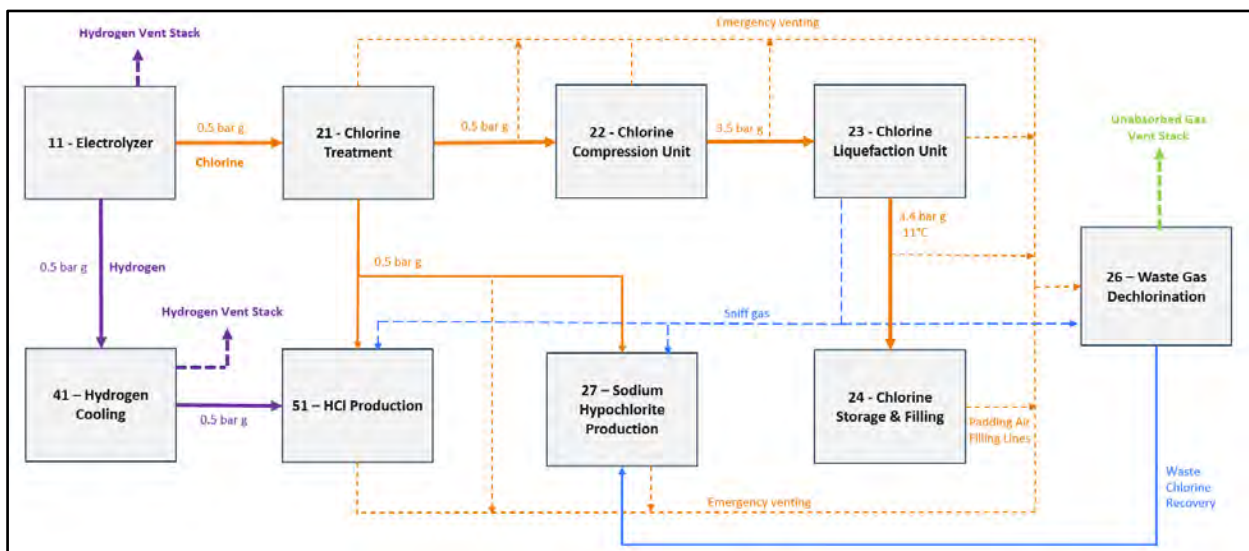 Emergency venting
Hydrogen Vent Stack
11 - Electrolyzer
0.5 bar g
Chlorine
21 - Chlorine
Treatment
0.5 bar g
22 - Chlorine
Compression Unit
3.5 bar g
23 - Chlorine
Liquefaction Unit
Unabsorbed Gas
Vent Stack
0.5 bar g
Hydrogen
0.5 bar g
3.4 bar g
-11°C
26 – Waste Gas
Dechlorination
Hydrogen Vent Stack
Sniff gas
41 – Hydrogen
Cooling
0.5 bar g
51 – HCl Production
27 – Sodium
Hypochlorite
Production
24 - Chlorine
Storage & Filling
Padding Air
Filling Lines
Emergency venting
Waste
Chlorine
Recovery